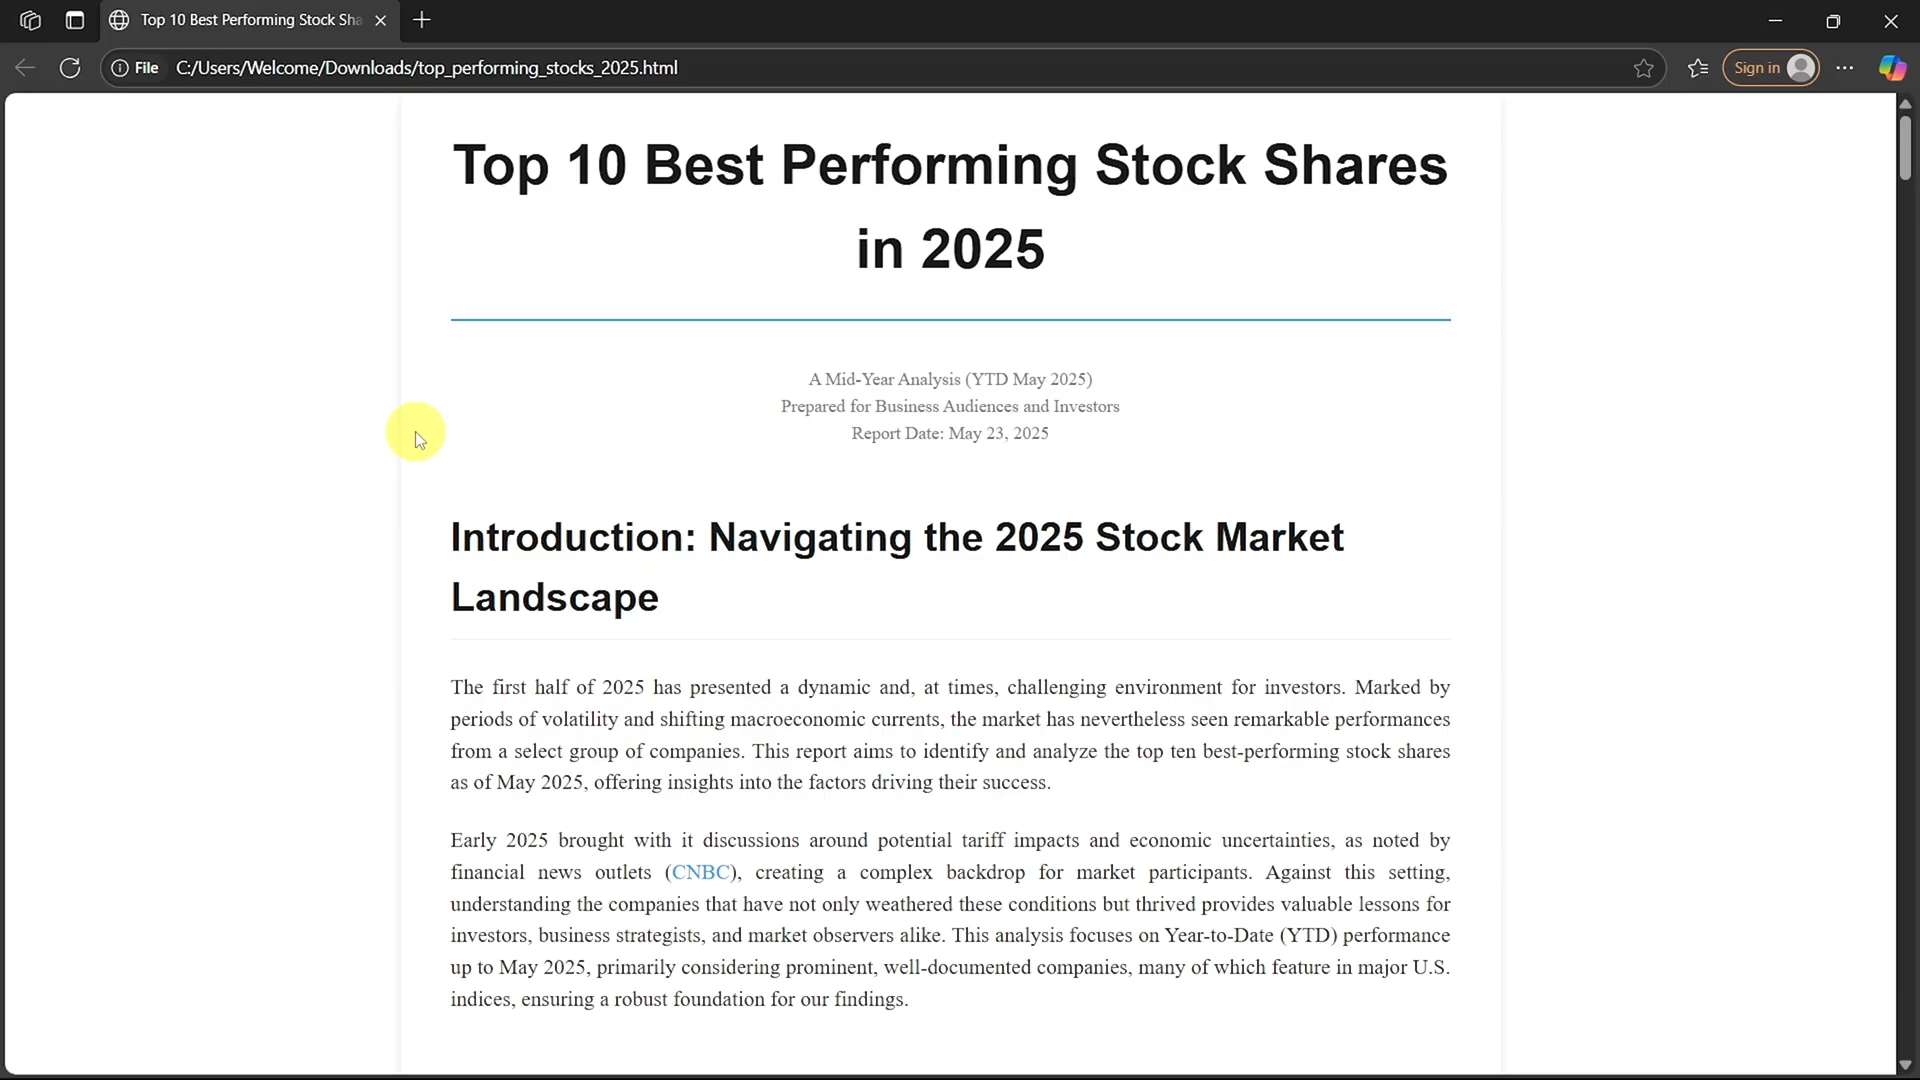 Top 10 Best Performing Stock Sha
File C:/Users/Welcome/Downloads/top_performing_stocks_2025.html Sign in
Top 10 Best Performing Stock Shares
in 2025
A Mid-Year Analysis (YTD May 2025)
Prepared for Business Audiences and Investors
Report Date: May 23, 2025
Introduction: Navigating the 2025 Stock Market
Landscape
The first half of 2025 has presented a dynamic and, at times, challenging environment for investors. Marked by
periods of volatility and shifting macroeconomic currents, the market has nevertheless seen remarkable performances
from a select group of companies. This report aims to identify and analyze the top ten best-performing stock shares
as of May 2025, offering insights into the factors driving their success.
Early 2025 brought with it discussions around potential tariff impacts and economic uncertainties, as noted by
financial news outlets (CNBC), creating a complex backdrop for market participants. Against this setting,
understanding the companies that have not only weathered these conditions but thrived provides valuable lessons for
investors, business strategists, and market observers alike. This analysis focuses on Year-to-Date (YTD) performance
up to May 2025, primarily considering prominent, well-documented companies, many of which feature in major U.S.
indices, ensuring a robust foundation for our findings.